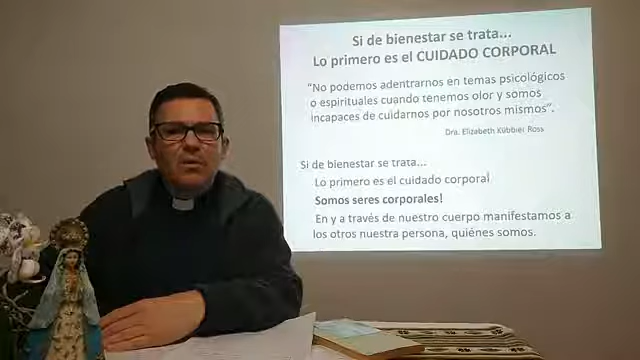 Si de bienestar se trata...
Lo primero es el CUIDADO CORPORAL
"No podemos adentrarnos en temas psicológicos
o espirituales cuando tenemos olor y somos
incapaces de cuidarnos por nosotros mismos".
Dra. Elizabeth Kübbler Ross
Si de bienestar se trata...
Lo primero es el cuidado corporal
Somos seres corporales!
En y a través de nuestro cuerpo manifestamos a
los otros nuestra persona, quiénes somos.